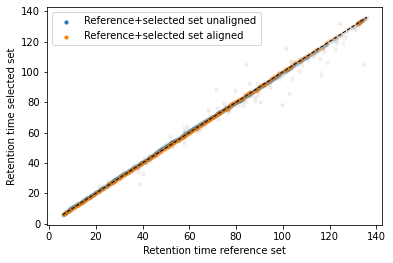 140
120
100
80
60
40
20
0
Retention time selected set
Reference+selected set unaligned
Reference+selected set aligned
0 20 40 60 80 100 120 140
Retention time reference set